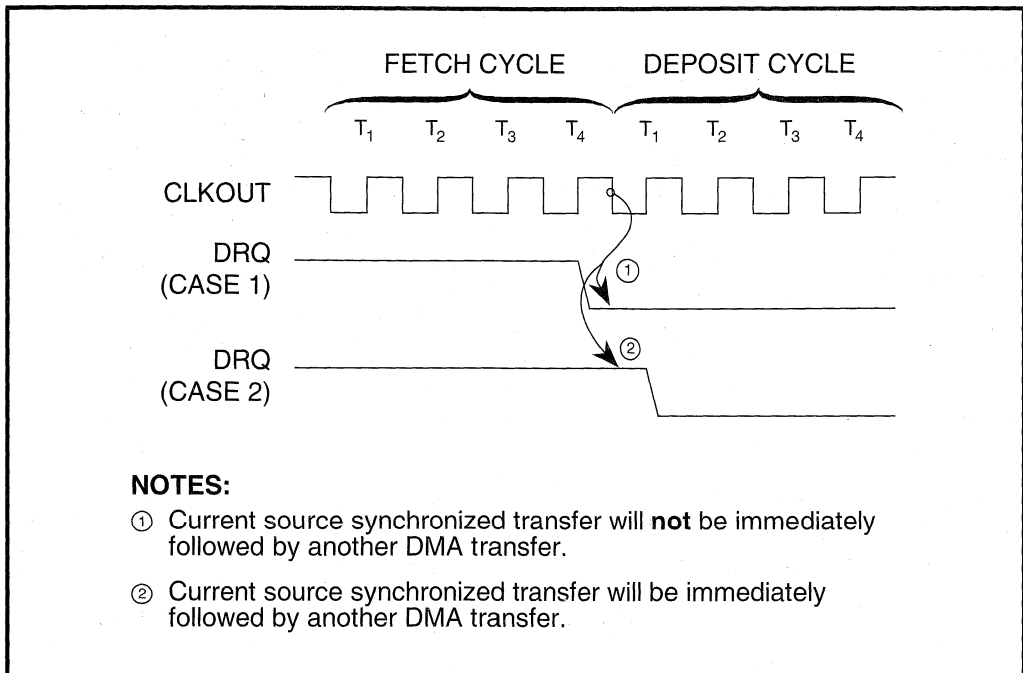 FETCH CYCLE DEPOSIT CYCLE
T1 T2 T3 T4 T1 T2 T3 T4
CLKOUT
DRQ
(CASE 1)
1
DRQ
(CASE 2)
2
NOTES:
① Current source synchronized transfer will not be immediately
followed by another DMA transfer.
② Current source synchronized transfer will be immediately
followed by another DMA transfer.